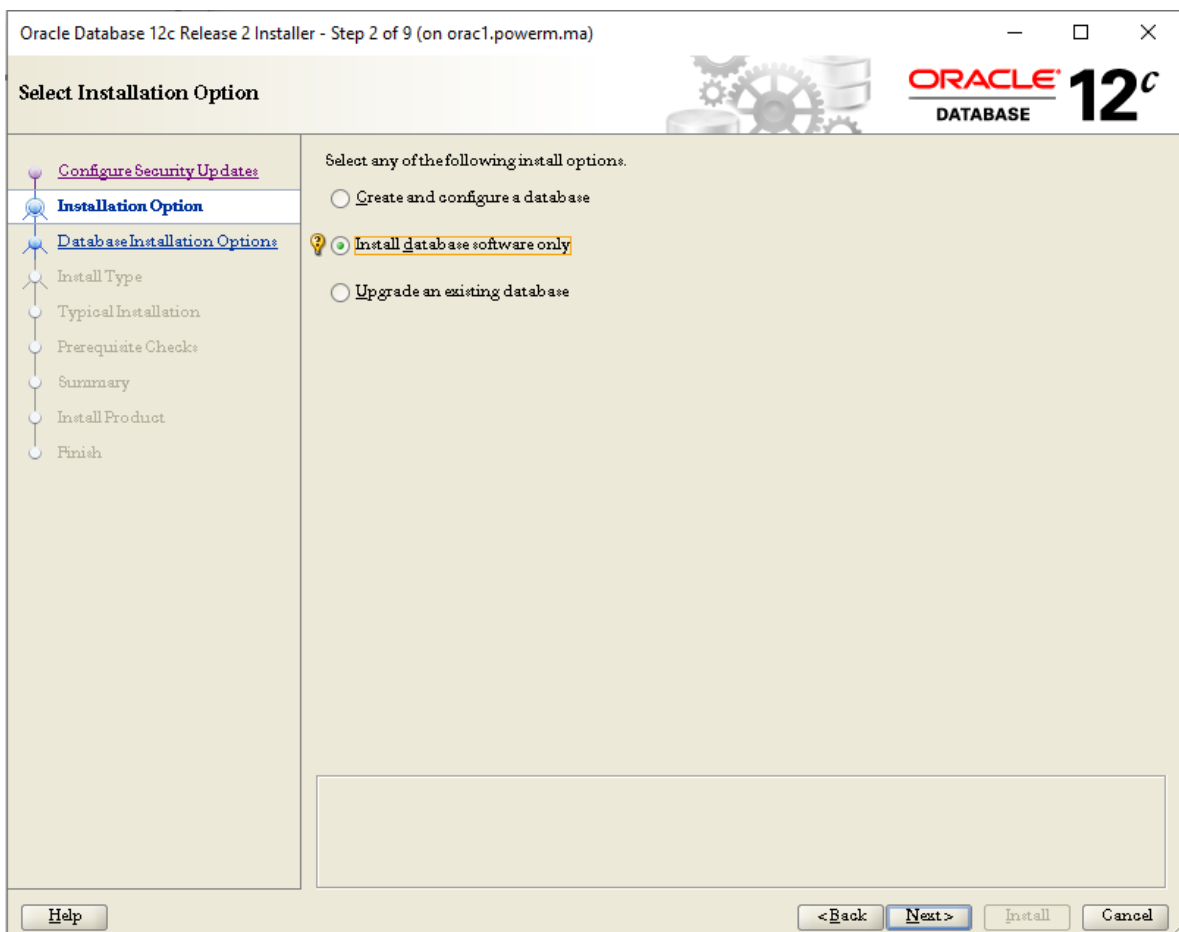 Oracle Database 12c Release 2 Installer - Step 2 of 9 (on orac1.powerm.ma)
Select Installation Option
ORACLE
DATABASE
12c
Configure Security Updates
Installation Option
Database Installation Options
Install Type
Typical Installation
Prerequisite Checks
Summary
Install Product
Finish
Select any of the following install options.
Create and configure a database
Install database software only
Upgrade an existing database
Help
<Back
Next>
Install
Cancel